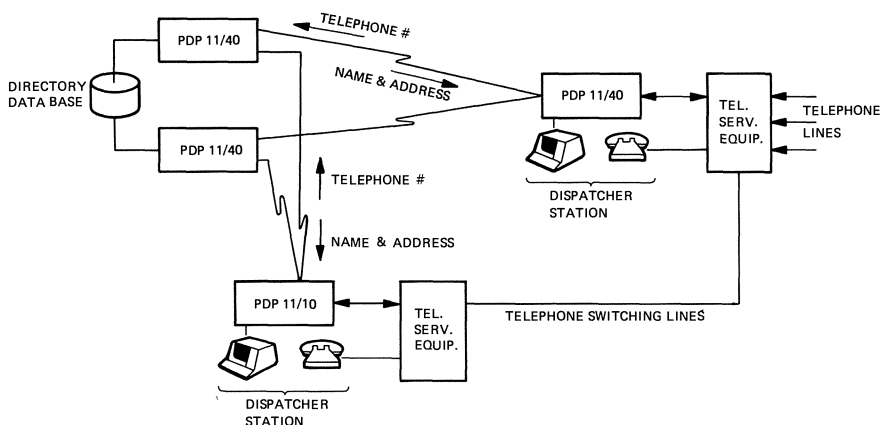 TELEPHONE #
PDP 11/40
NAME & ADDRESS
DIRECTORY
DATA BASE
PDP 11/40
PDP 11/40
TEL.
SERV.
EQUIP.
TELEPHONE
LINES
DISPATCHER
STATION
TELEPHONE #
NAME & ADDRESS
PDP 11/10
TEL.
SERV.
EQUIP.
TELEPHONE SWITCHING LINES
DISPATCHER
STATION